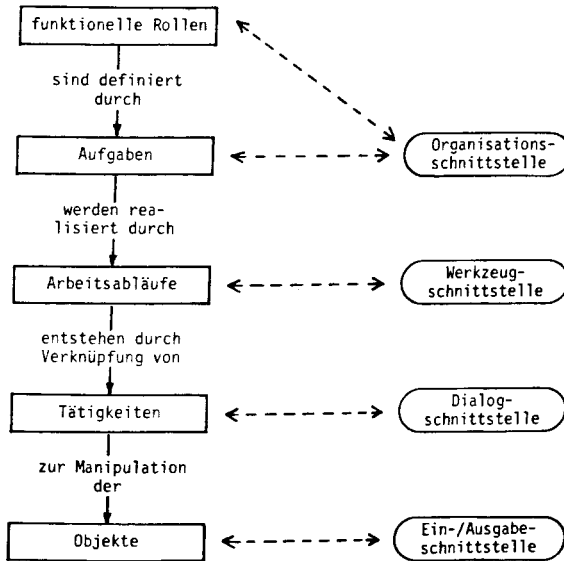 funktionelle Rollen
sind definiert
durch
Aufgaben
Organisations-
schnittstelle
werden rea-
lisiert durch
Arbeitsabläufe
Werkzeug-
schnittstelle
entstehen durch
Verknüpfung von
Tätigkeiten
Dialog-
schnittstelle
zur Manipulation
der
Objekte
Ein-/Ausgabe-
schnittstelle